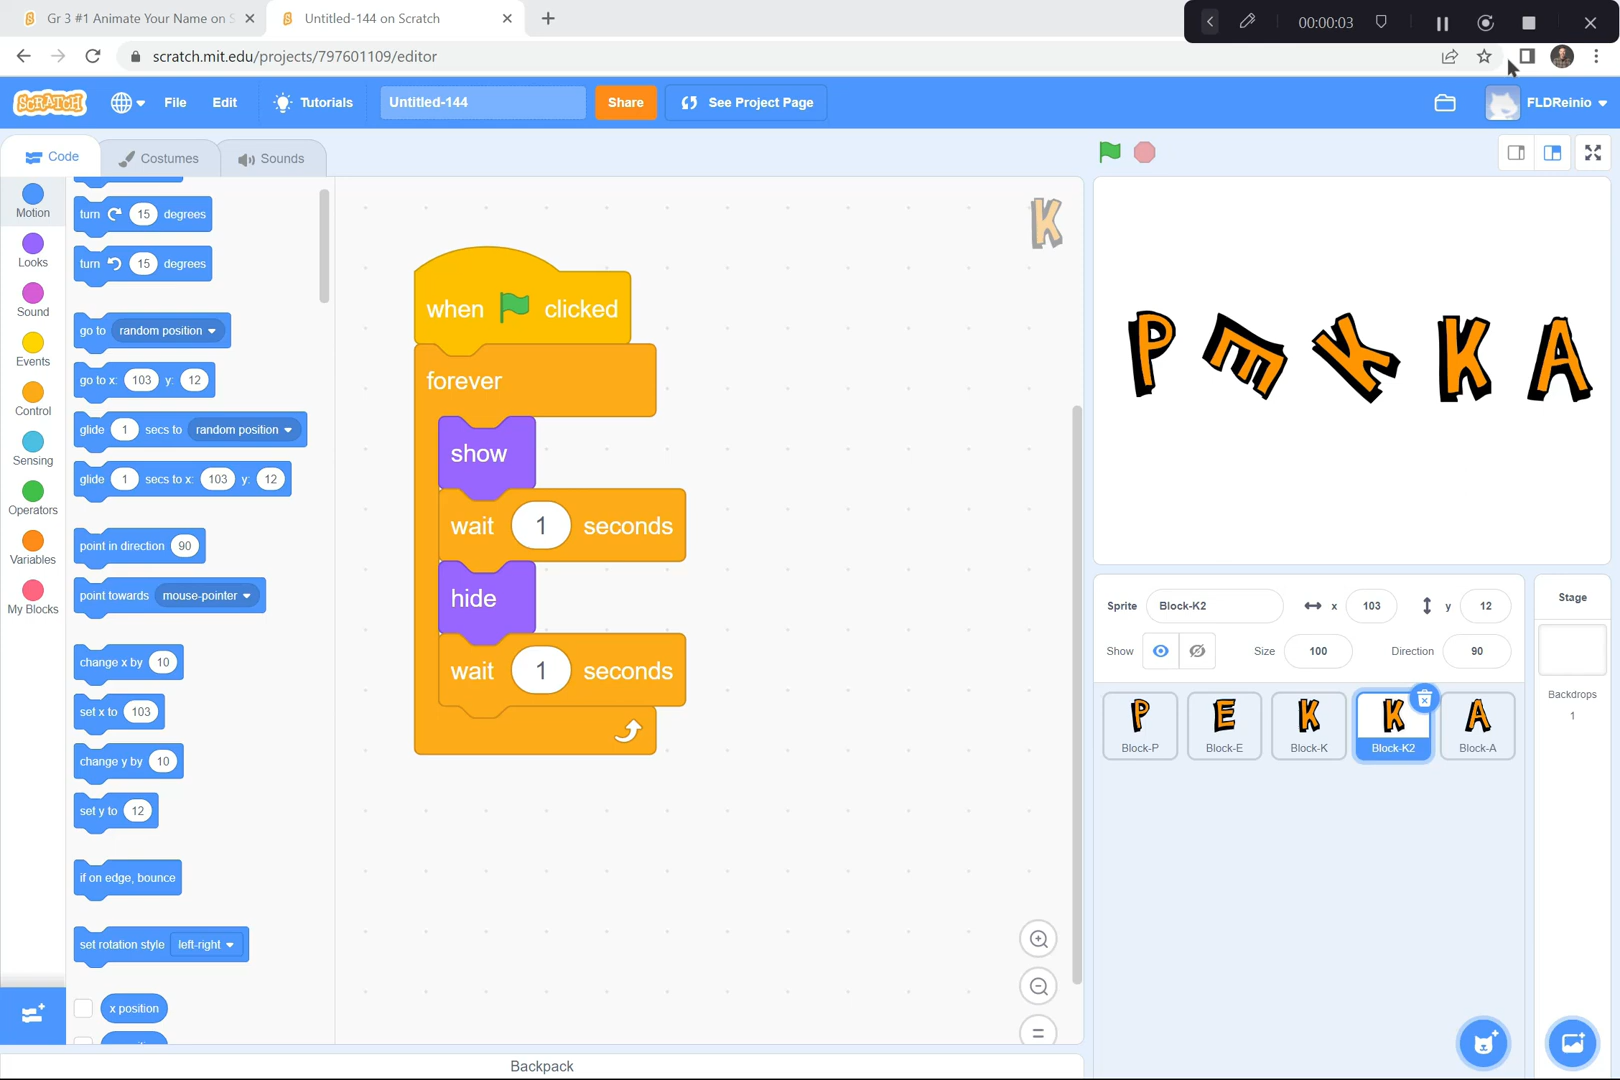 Gr 3 #1 Animate Your Name on S
Untitled-144 on Scratch
00:00:03
scratch.mit.edu/projects/797601109/editor
SCRATCH
File
Edit
Tutorials
Untitled-144
Share
See Project Page
FLDReinio
Code
Costumes
Sounds
Motion
Looks
Sound
Events
Control
Sensing
Operators
Variables
My Blocks
turn 15 degrees
turn 15 degrees
go to random position
go to x: 103 y: 12
glide 1 secs to random position
glide 1 secs to x: 103 y: 12
point in direction 90
point towards mouse-pointer
change x by 10
set x to 103
change y by 10
set y to 12
if on edge, bounce
set rotation style left-right
x position
when clicked
forever
show
wait 1 seconds
hide
wait 1 seconds
K
Backpack
P E K K A
Sprite Block-K2 x 103 y 12
Show Size 100 Direction 90
P E K K A
Block-P Block-E Block-K Block-K2 Block-A
Stage
Backdrops
1